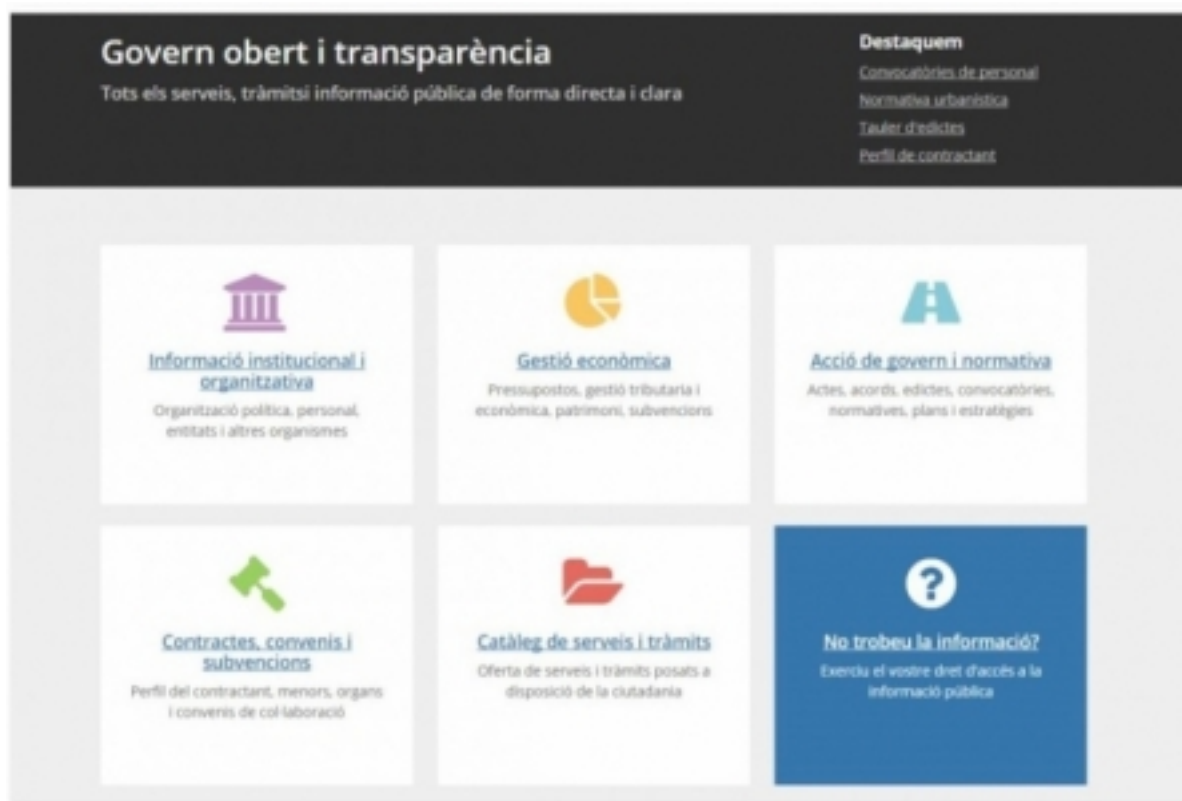 Govern obert i transparència
Tots els serveis, tràmitsi informació pública de forma directa i clara
Destaquem
Convocatòries de personal
Normativa urbanística
Tauler d'edictes
Perfil de contractant
Informació institucional i
organitzativa
Organització política, personal,
entitats i altres organismes
Gestió econòmica
Pressupostos, gestió tributaria i
econòmica, patrimoni, subvencions
Acció de govern i normativa
Actes, acords, edictes, convocatòries,
normatives, plans i estratègies
Contractes, convenis i
subvencions
Perfil del contractant, menors, organs
i convenis de col·laboració
Catàleg de serveis i tràmits
Oferta de serveis i tràmits posats a
disposició de la ciutadania
No trobeu la informació?
Exerciu el vostre dret d'accés a la
informació pública